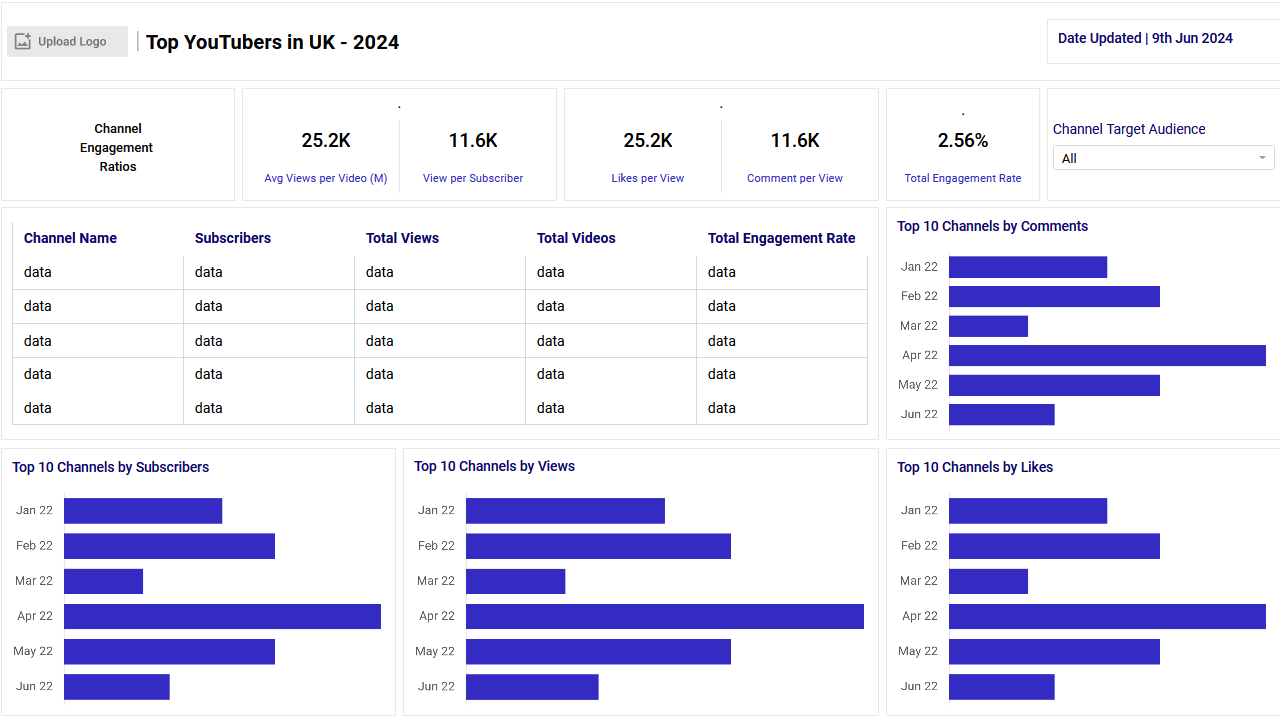 Upload Logo
Top YouTubers in UK - 2024
Date Updated | 9th Jun 2024
Channel
Engagement
Ratios
.
25.2K 11.6K
Avg Views per Video (M) View per Subscriber
.
25.2K 11.6K
Likes per View Comment per View
.
2.56%
Total Engagement Rate
Channel Target Audience
All
Channel Name Subscribers Total Views Total Videos Total Engagement Rate
data data data data data
data data data data data
data data data data data
data data data data data
data data data data data
Top 10 Channels by Comments
Jan 22
Feb 22
Mar 22
Apr 22
May 22
Jun 22
Top 10 Channels by Subscribers
Jan 22
Feb 22
Mar 22
Apr 22
May 22
Jun 22
Top 10 Channels by Views
Jan 22
Feb 22
Mar 22
Apr 22
May 22
Jun 22
Top 10 Channels by Likes
Jan 22
Feb 22
Mar 22
Apr 22
May 22
Jun 22